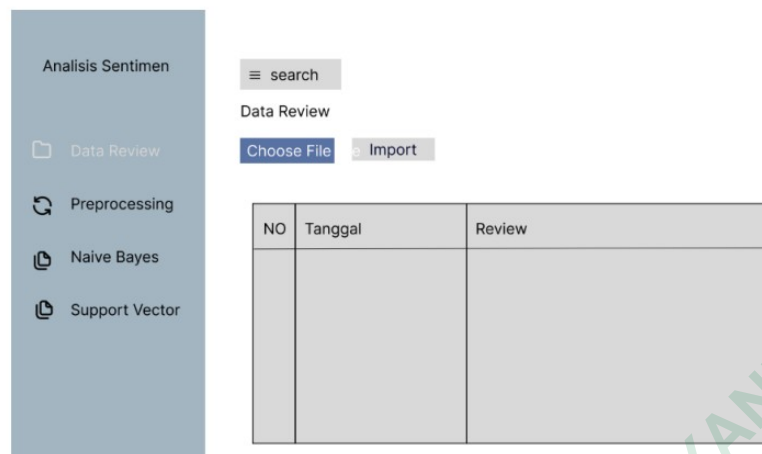 Analisis Sentimen
Data Review
Preprocessing
Naive Bayes
Support Vector
search
Data Review
Choose File Import
NO Tanggal Review